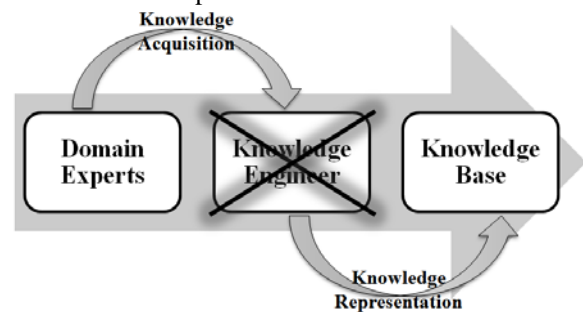 Knowledge
Acquisition
Domain
Experts
Knowledge
Engineer
Knowledge
Base
Knowledge
Representation